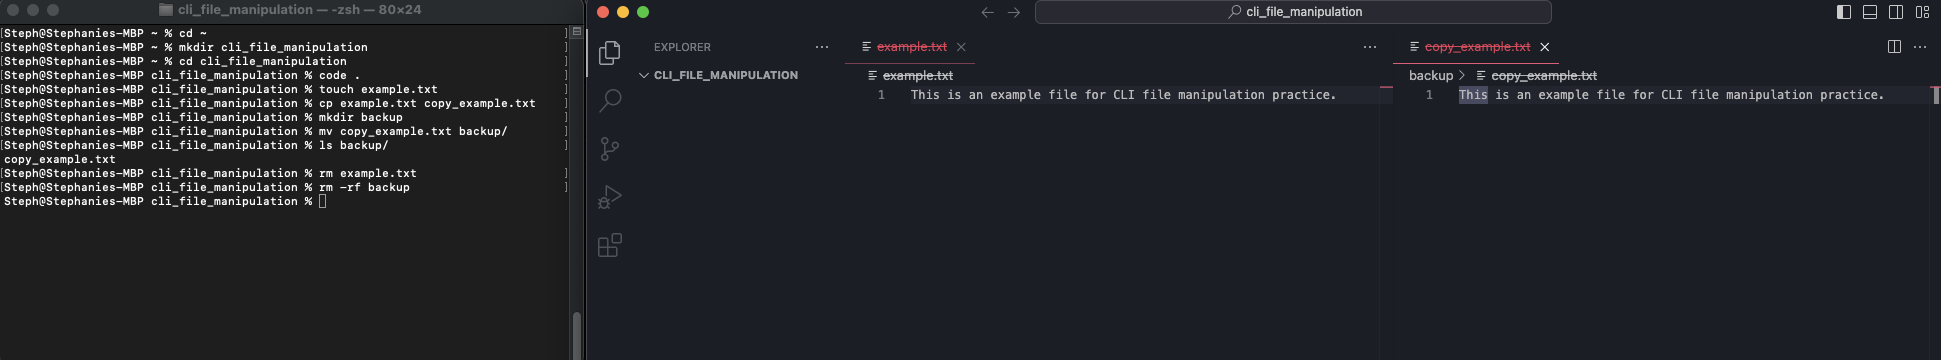 cli_file_manipulation — -zsh — 80×24
[Steph@Stephanies-MBP ~ % cd ~ ]
[Steph@Stephanies-MBP ~ % mkdir cli_file_manipulation ]
[Steph@Stephanies-MBP ~ % cd cli_file_manipulation ]
[Steph@Stephanies-MBP cli_file_manipulation % code . ]
[Steph@Stephanies-MBP cli_file_manipulation % touch example.txt ]
[Steph@Stephanies-MBP cli_file_manipulation % cp example.txt copy_example.txt ]
[Steph@Stephanies-MBP cli_file_manipulation % mkdir backup ]
[Steph@Stephanies-MBP cli_file_manipulation % mv copy_example.txt backup/ ]
[Steph@Stephanies-MBP cli_file_manipulation % ls backup/ ]
copy_example.txt
[Steph@Stephanies-MBP cli_file_manipulation % rm example.txt ]
[Steph@Stephanies-MBP cli_file_manipulation % rm -rf backup ]
Steph@Stephanies-MBP cli_file_manipulation %
cli_file_manipulation
EXPLORER
CLI_FILE_MANIPULATION
example.txt
example.txt
1 This is an example file for CLI file manipulation practice.
copy_example.txt
backup > copy_example.txt
1 This is an example file for CLI file manipulation practice.